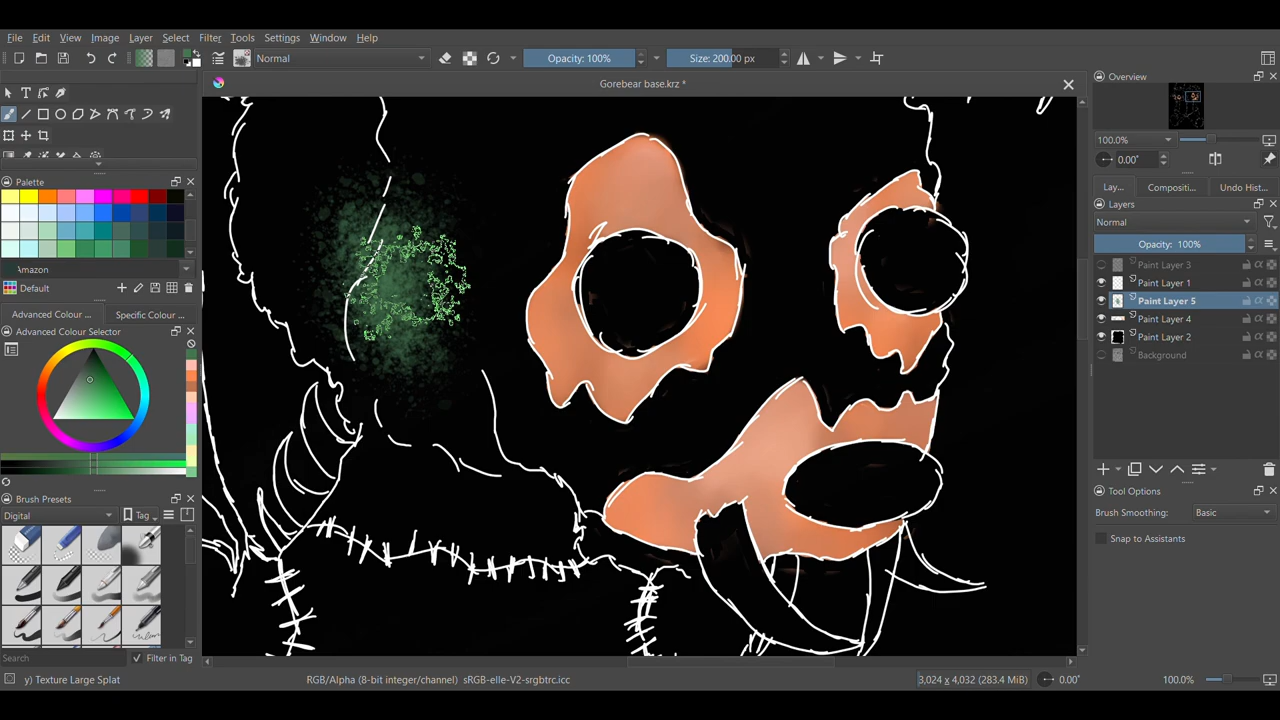 File Edit View Image Layer Select Filter Tools Settings Window Help
Normal
Opacity: 100%
Size: 200.00 px
Gorebear base.krz *
Overview
100.0%
0.00°
Palette
Amazon
Default
Advanced Colour ...
Specific Colour ...
Advanced Colour Selector
Brush Presets
Digital
Tag
Search
Filter in Tag
Lay...
Compositi...
Undo Hist...
Layers
Normal
Opacity: 100%
Paint Layer 3
Paint Layer 1
Paint Layer 5
Paint Layer 4
Paint Layer 2
Background
Tool Options
Brush Smoothing:
Basic
Snap to Assistants
y) Texture Large Splat
RGB/Alpha (8-bit integer/channel) sRGB-elle-V2-srgbtrc.icc
3,024 x 4,032 (283.4 MiB)
0.00°
100.0%